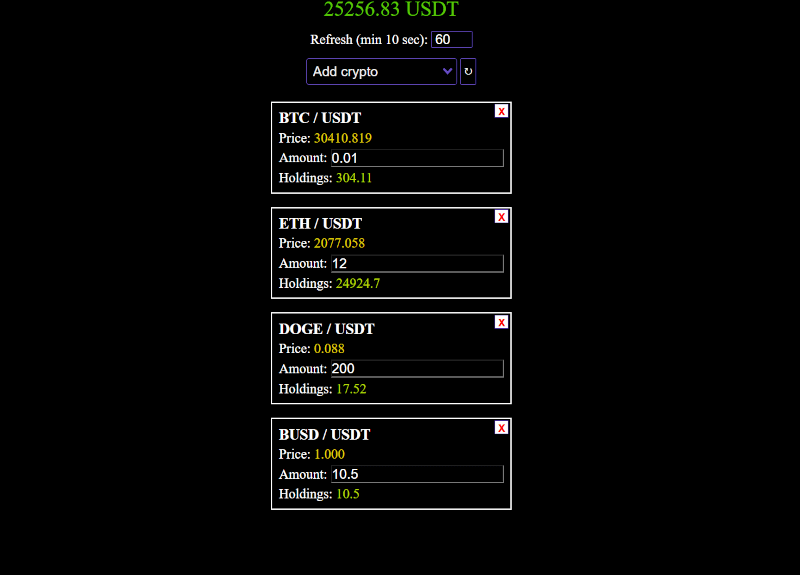 25256.83 USDT
Refresh (min 10 sec): 60
Add crypto ↻
BTC / USDT X
Price: 30410.819
Amount: 0.01
Holdings: 304.11
ETH / USDT X
Price: 2077.058
Amount: 12
Holdings: 24924.7
DOGE / USDT X
Price: 0.088
Amount: 200
Holdings: 17.52
BUSD / USDT X
Price: 1.000
Amount: 10.5
Holdings: 10.5